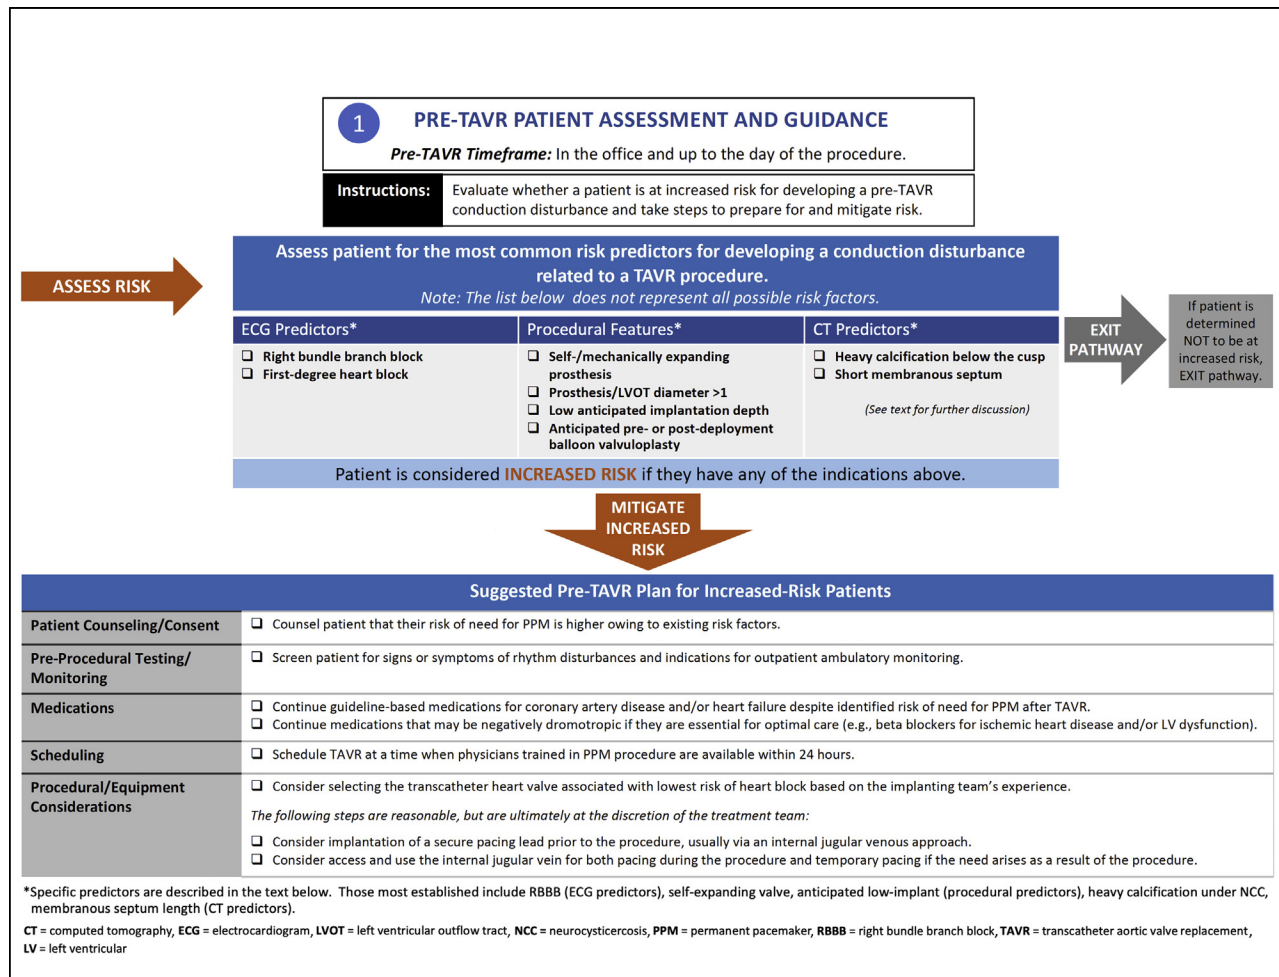 1
PRE-TAVR PATIENT ASSESSMENT AND GUIDANCE
Pre-TAVR Timeframe: In the office and up to the day of the procedure.
Instructions:
Evaluate whether a patient is at increased risk for developing a pre-TAVR
conduction disturbance and take steps to prepare for and mitigate risk.
ASSESS RISK
Assess patient for the most common risk predictors for developing a conduction disturbance
related to a TAVR procedure.
Note: The list below does not represent all possible risk factors.
ECG Predictors*
❑ Right bundle branch block
❑ First-degree heart block
Procedural Features*
❑ Self-/mechanically expanding
prosthesis
❑ Prosthesis/LVOT diameter >1
❑ Low anticipated implantation depth
❑ Anticipated pre- or post-deployment
balloon valvuloplasty
CT Predictors*
❑ Heavy calcification below the cusp
❑ Short membranous septum
(See text for further discussion)
Patient is considered INCREASED RISK if they have any of the indications above.
EXIT
PATHWAY
If patient is
determined
NOT to be at
increased risk,
EXIT pathway.
MITIGATE
INCREASED
RISK
Suggested Pre-TAVR Plan for Increased-Risk Patients
Patient Counseling/Consent
❑ Counsel patient that their risk of need for PPM is higher owing to existing risk factors.
Pre-Procedural Testing/
Monitoring
❑ Screen patient for signs or symptoms of rhythm disturbances and indications for outpatient ambulatory monitoring.
Medications
❑ Continue guideline-based medications for coronary artery disease and/or heart failure despite identified risk of need for PPM after TAVR.
❑ Continue medications that may be negatively dromotropic if they are essential for optimal care (e.g., beta blockers for ischemic heart disease and/or LV dysfunction).
Scheduling
❑ Schedule TAVR at a time when physicians trained in PPM procedure are available within 24 hours.
Procedural/Equipment
Considerations
❑ Consider selecting the transcatheter heart valve associated with lowest risk of heart block based on the implanting team's experience.
The following steps are reasonable, but are ultimately at the discretion of the treatment team:
❑ Consider implantation of a secure pacing lead prior to the procedure, usually via an internal jugular venous approach.
❑ Consider access and use the internal jugular vein for both pacing during the procedure and temporary pacing if the need arises as a result of the procedure.
*Specific predictors are described in the text below. Those most established include RBBB (ECG predictors), self-expanding valve, anticipated low-implant (procedural predictors), heavy calcification under NCC,
membranous septum length (CT predictors).
CT = computed tomography, ECG = electrocardiogram, LVOT = left ventricular outflow tract, NCC = neurocysticercosis, PPM = permanent pacemaker, RBBB = right bundle branch block, TAVR = transcatheter aortic valve replacement,
LV = left ventricular